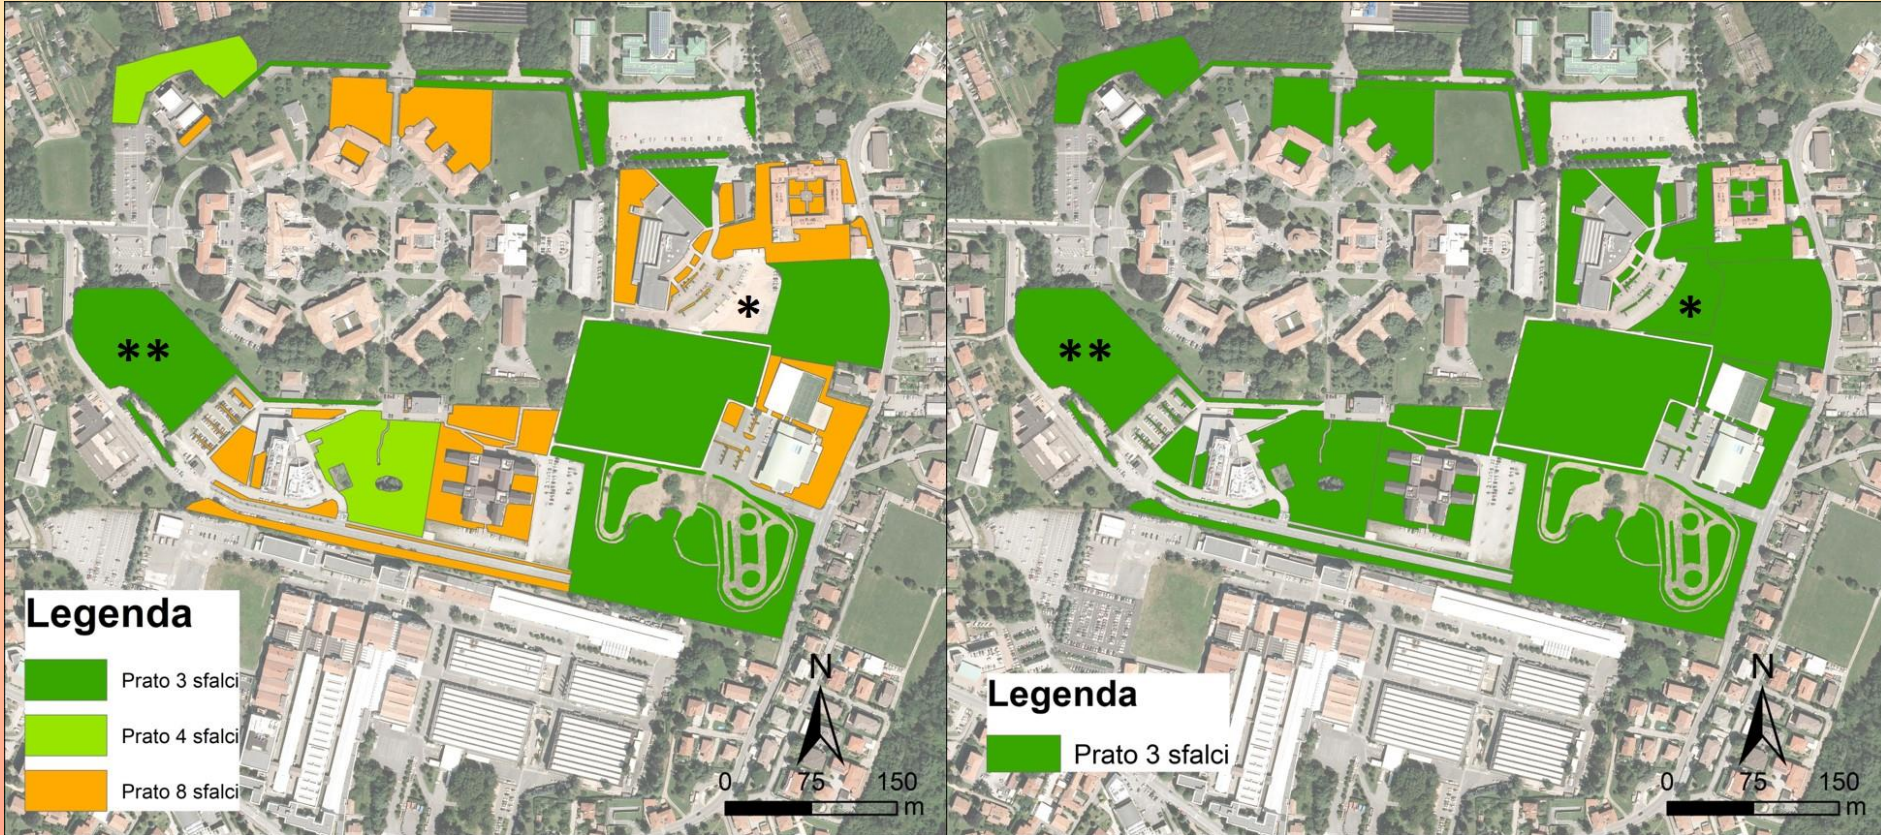 *
**
Legenda
Prato 3 sfalci
Prato 4 sfalci
Prato 8 sfalci
N
0 75 150
m
*
**
Legenda
Prato 3 sfalci
N
0 75 150
m